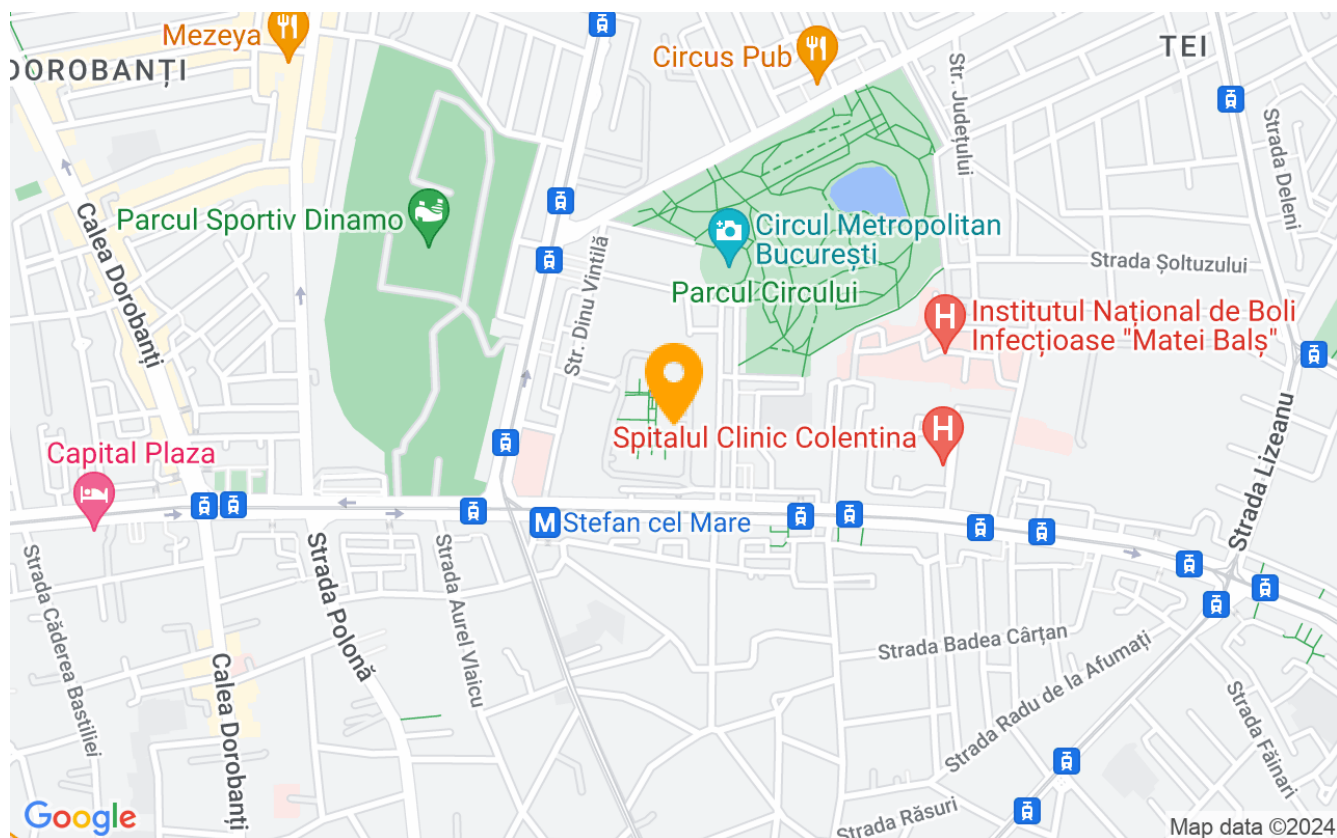 Mezeya
DOROBANȚI
Circus Pub
TEI
Str. Județului
Strada Deleni
Calea Dorobanți
Parcul Sportiv Dinamo
Str. Dinu Vintilă
Circul Metropolitan
București
Parcul Circului
Strada Șoltuzului
H
Institutul Național de Boli
Infecțioase "Matei Balș"
Capital Plaza
Spitalul Clinic Colentina
H
Strada Lizeanu
M
Stefan cel Mare
Strada Căderea Bastiliei
Strada Polonă
Strada Aurel Vlaicu
Calea Dorobanți
Strada Badea Cârțan
Strada Radu de la Afumați
Strada Făinari
Strada Răsuri
Google
Map data ©2024